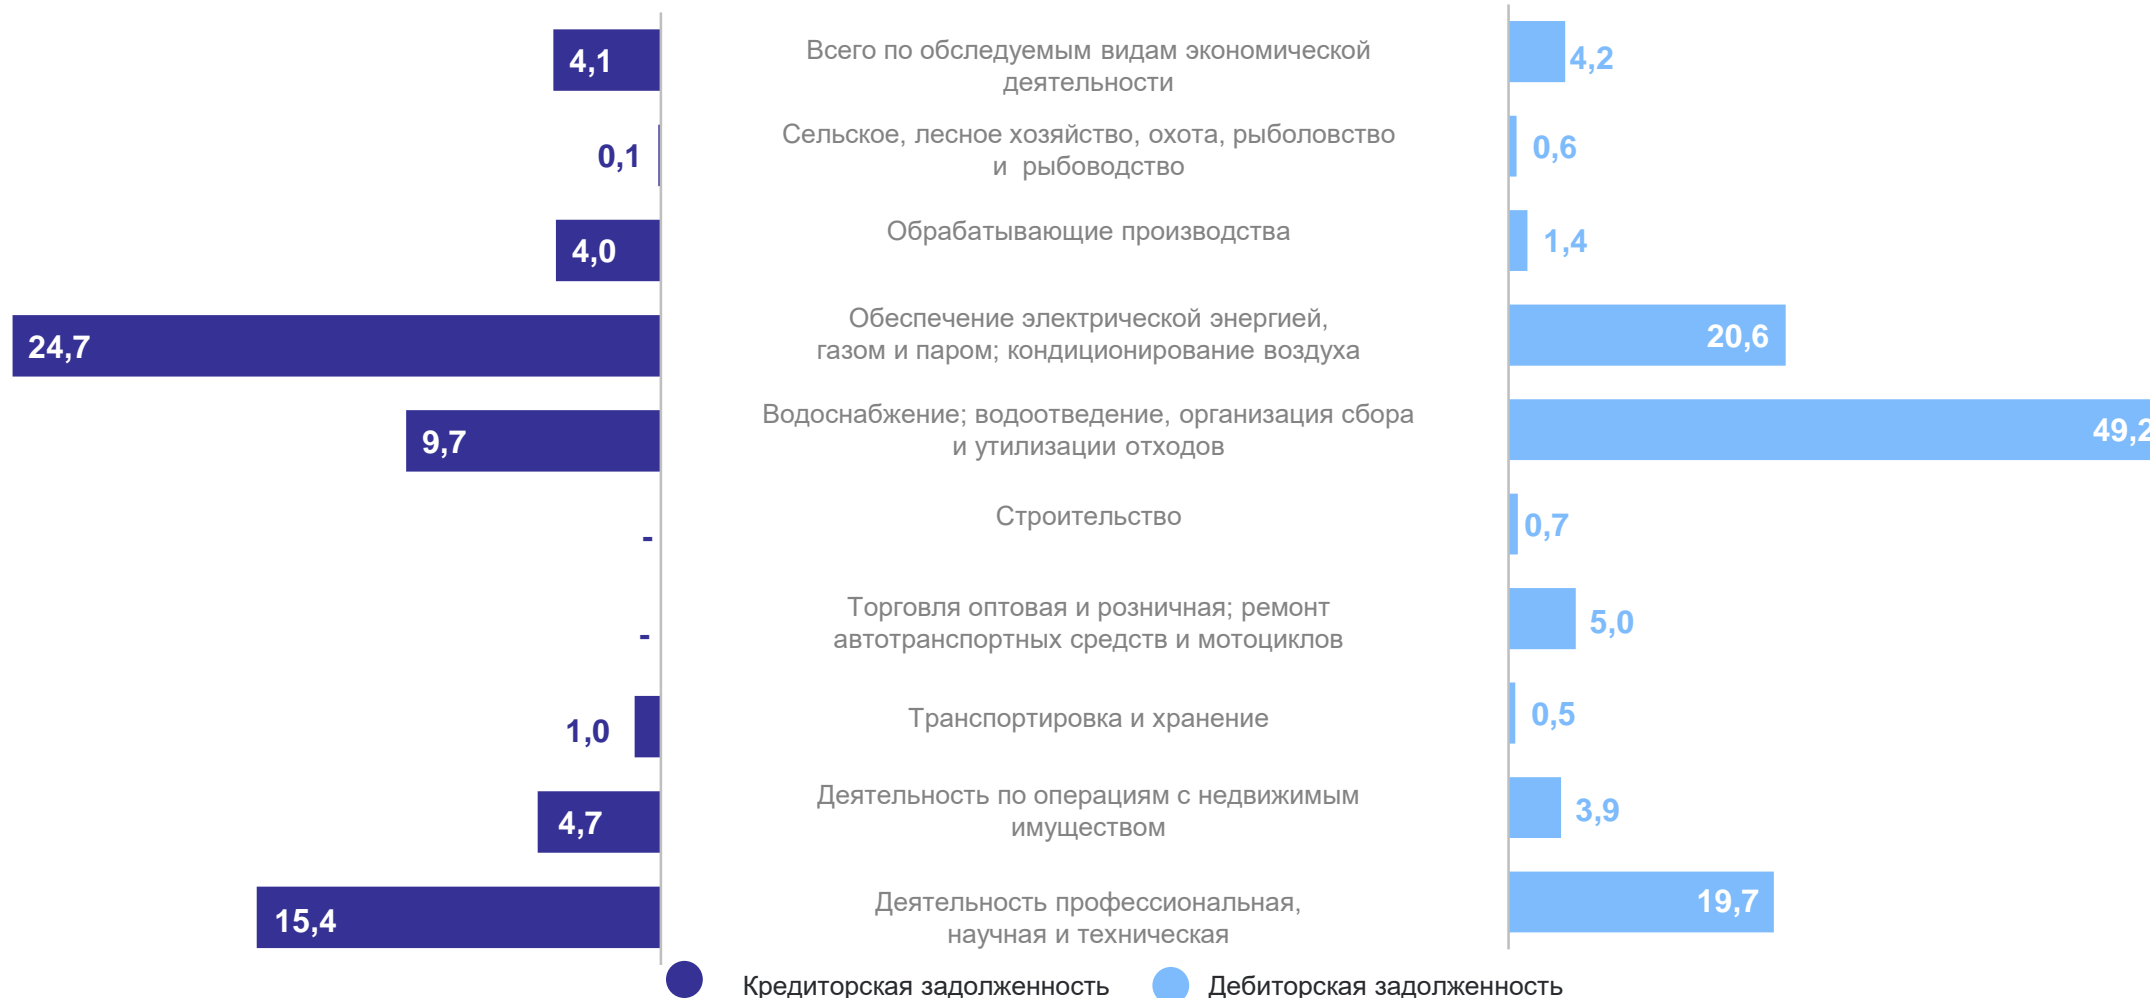 4,1
Всего по обследуемым видам экономической
деятельности
4,2
0,1
Сельское, лесное хозяйство, охота, рыболовство
и рыбоводство
0,6
4,0
Обрабатывающие производства
1,4
24,7
Обеспечение электрической энергией,
газом и паром; кондиционирование воздуха
20,6
9,7
Водоснабжение; водоотведение, организация сбора
и утилизации отходов
49,2
-
Строительство
0,7
-
Торговля оптовая и розничная; ремонт
автотранспортных средств и мотоциклов
5,0
1,0
Транспортировка и хранение
0,5
4,7
Деятельность по операциям с недвижимым
имуществом
3,9
15,4
Деятельность профессиональная,
научная и техническая
19,7
Кредиторская задолженность
Дебиторская задолженность